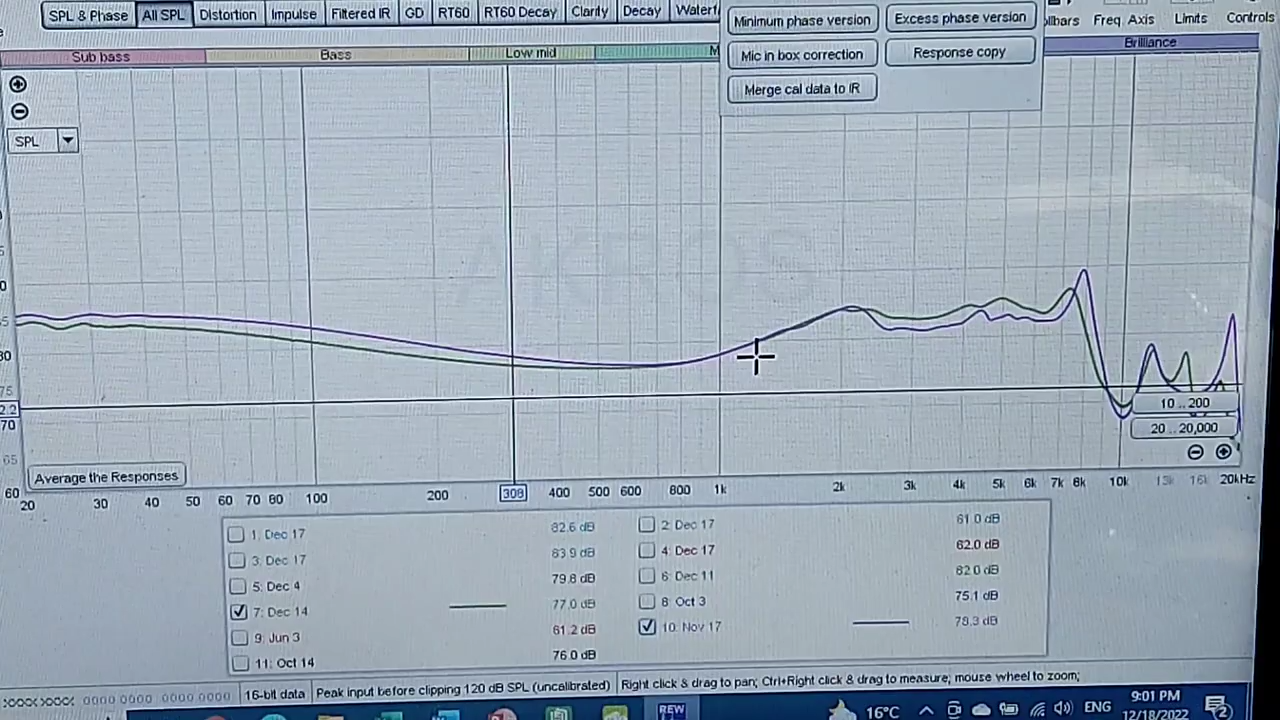 SPL & Phase All SPL Distortion Impulse Filtered IR GD RT60 RT60 Decay Clarity Decay
Minimum phase version Excess phase version
Freq. Axis Limits Controls
Sub bass Bass Low mid Brilliance
Mic in box correction Response copy
Merge cal data to IR
SPL
AKROS
80
75
70
65
60
10 .. 200
20 .. 20,000
Average the Responses
20 30 40 50 60 70 80 100 200 308 400 500 600 800 1k 2k 3k 4k 5k 6k 7k 8k 10k 13k 16k 20kHz
1: Dec 17 82.6 dB 2: Dec 17 61.0 dB
3: Dec 17 83.9 dB 4: Dec 17 62.0 dB
5: Dec 4 79.8 dB 6: Dec 11 82.0 dB
7: Dec 14 77.0 dB 8: Oct 3 75.1 dB
9: Jun 3 61.2 dB 10: Nov 17 78.3 dB
11: Oct 14 76.0 dB
0000 0000 0000 0000 16-bit data Peak input before clipping 120 dB SPL (uncalibrated) Right click & drag to pan; Ctrl+Right click & drag to measure; mouse wheel to zoom;
REW 16°C ENG 9:01 PM
12/18/2022 2